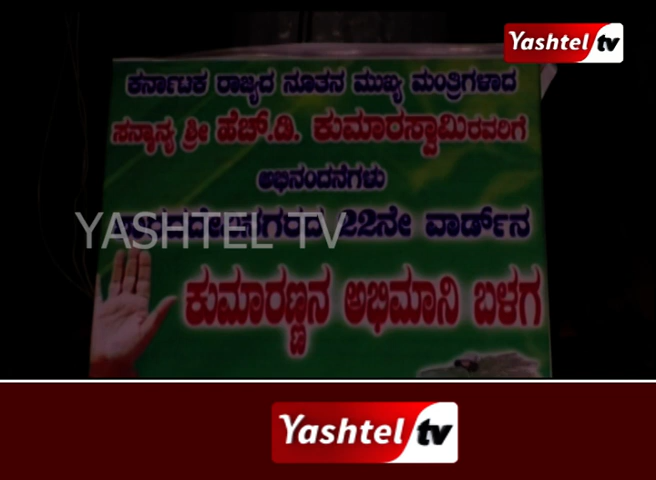 Yashtel tv
ಕರ್ನಾಟಕ ರಾಜ್ಯದ ನೂತನ ಮುಖ್ಯ ಮಂತ್ರಿಗಳಾದ
ಸನ್ಮಾನ್ಯ ಶ್ರೀ ಹೆಚ್.ಡಿ. ಕುಮಾರಸ್ವಾಮಿರವರಿಗೆ
ಅಭಿನಂದನೆಗಳು
YASHTEL TV
22ನೇ ವಾರ್ಡ್‌ನ
ಕುಮಾರಣ್ಣನ ಅಭಿಮಾನಿ ಬಳಗ
Yashtel tv